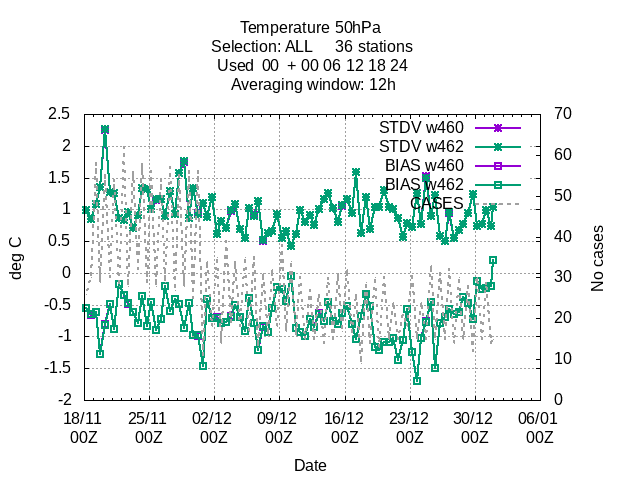 Temperature 50hPa
Selection: ALL 36 stations
Used 00 + 00 06 12 18 24
Averaging window: 12h
2.5
2
1.5
1
0.5
0
-0.5
-1
-1.5
-2
deg C
70
60
50
40
30
20
10
0
No cases
STDV w460
STDV w462
BIAS w460
BIAS w462
CASES
18/11 25/11 02/12 09/12 16/12 23/12 30/12 06/01
00Z 00Z 00Z 00Z 00Z 00Z 00Z 00Z
Date